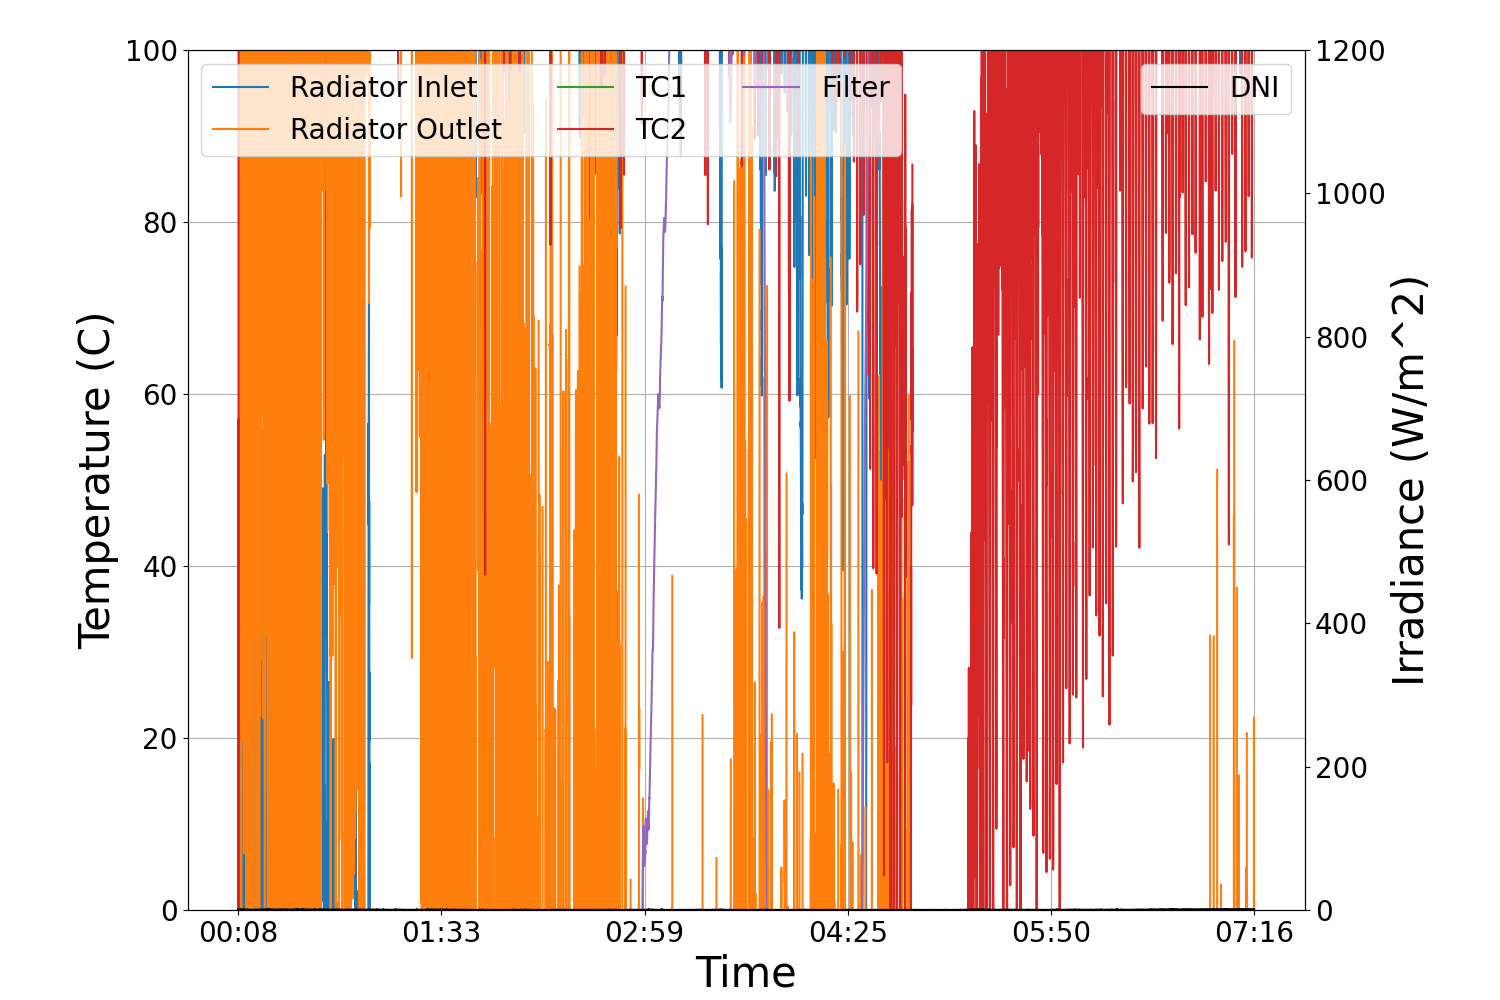 100
80
60
40
20
0
Temperature (C)
Radiator Inlet
Radiator Outlet
TC1
TC2
Filter
DNI
1200
1000
800
600
400
200
0
Irradiance (W/m^2)
00:08 01:33 02:59 04:25 05:50 07:16
Time